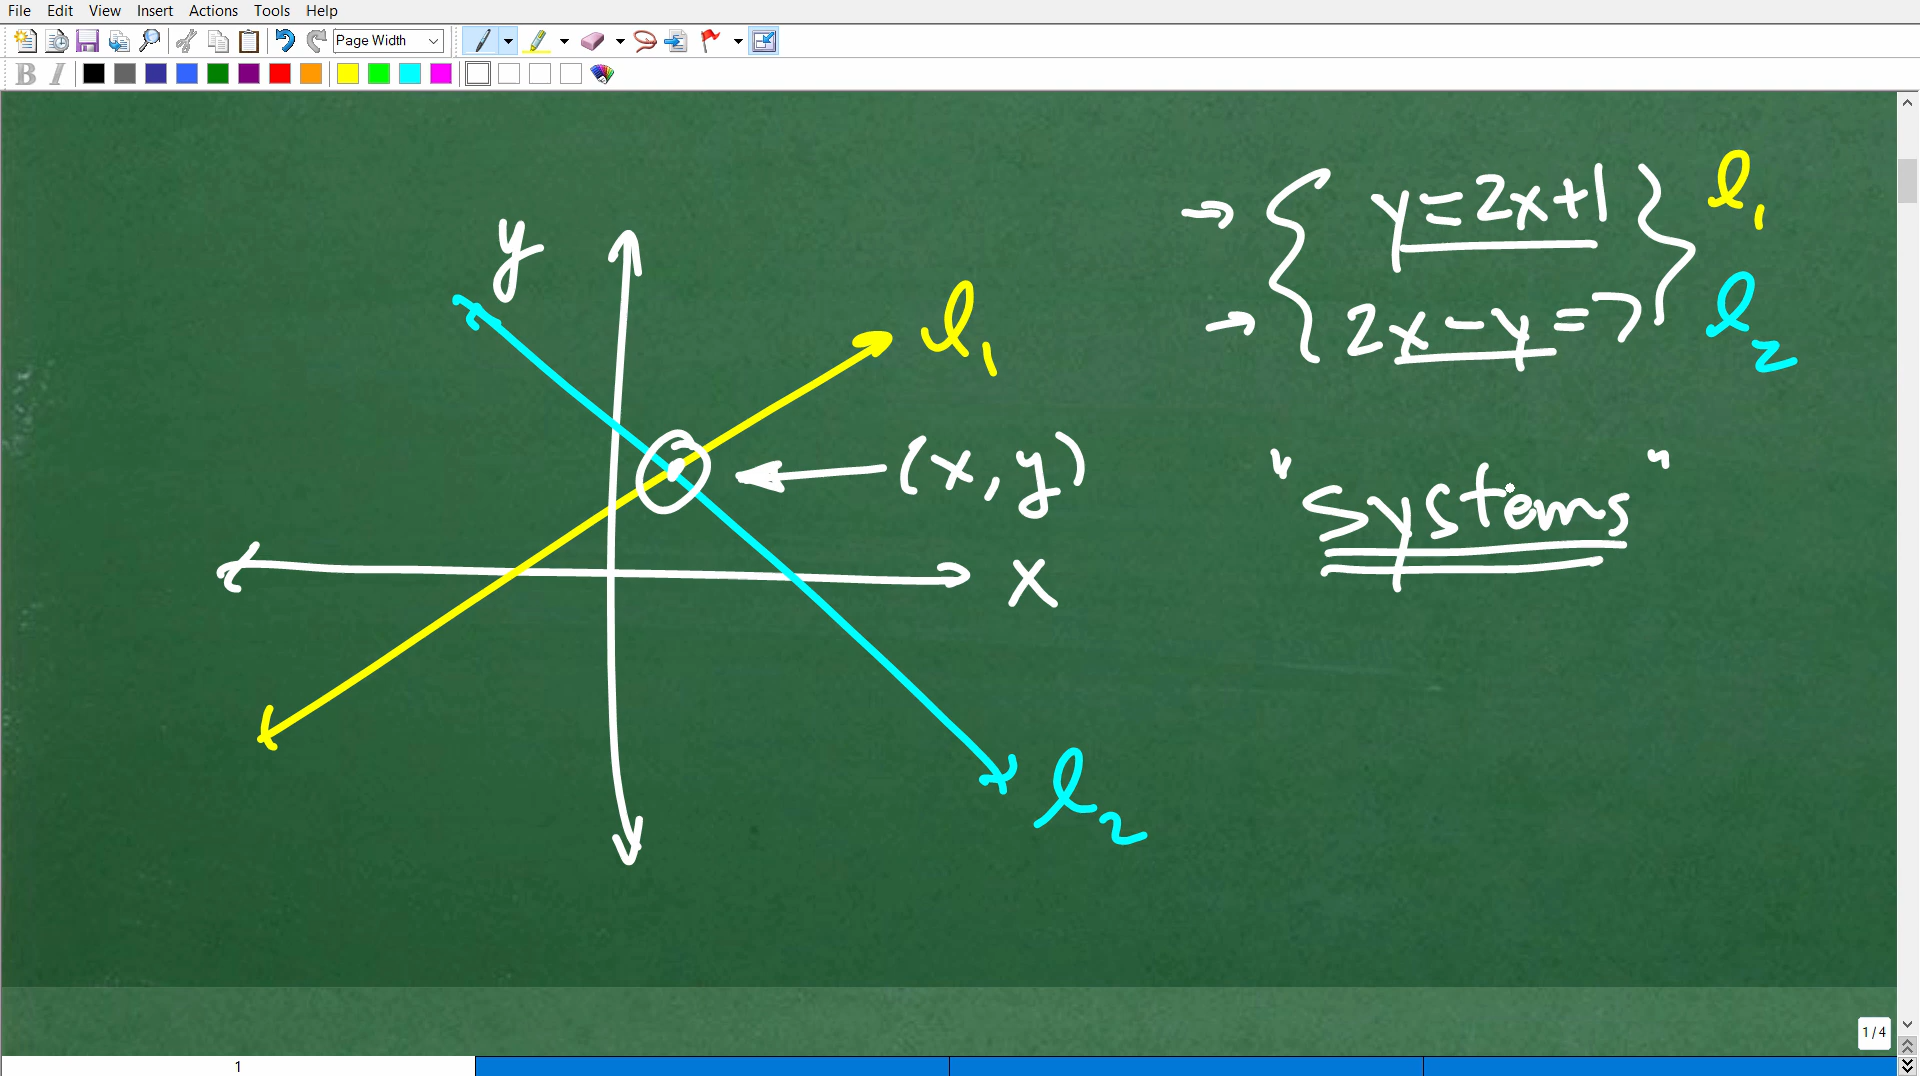 File Edit View Insert Actions Tools Help
Page Width
B I
y
l1
(x, y)
x
l2
y=2x+1 l1
2x-y=7 l2
"Systems"
1 / 4
1